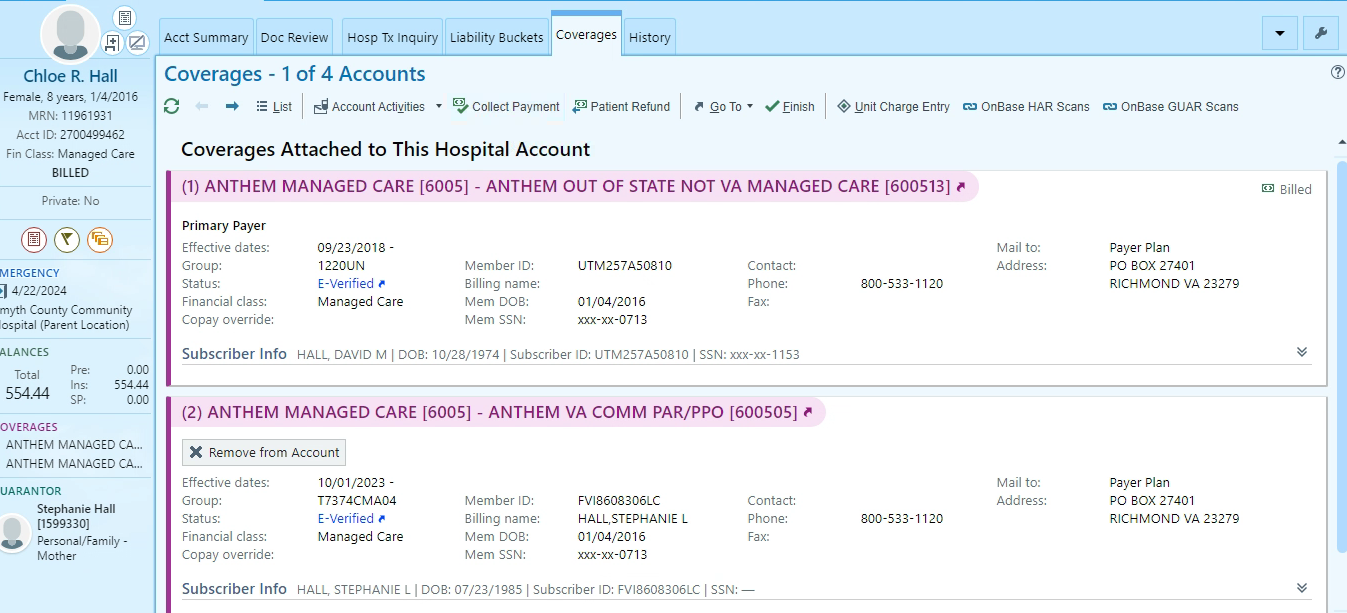 Acct Summary Doc Review Hosp Tx Inquiry Liability Buckets Coverages History
Chloe R. Hall
Female, 8 years, 1/4/2016
MRN: 11961931
Acct ID: 2700499462
Fin Class: Managed Care
BILLED
Private: No
MERGENCY
4/22/2024
myth County Community
ospital (Parent Location)
ALANCES
Total
554.44
Pre: 0.00
Ins: 554.44
SP: 0.00
OVERAGES
ANTHEM MANAGED CA...
ANTHEM MANAGED CA...
UARANTOR
Stephanie Hall
[1599330]
Personal/Family -
Mother
Coverages - 1 of 4 Accounts
List Account Activities Collect Payment Patient Refund Go To Finish Unit Charge Entry OnBase HAR Scans OnBase GUAR Scans
Coverages Attached to This Hospital Account
(1) ANTHEM MANAGED CARE [6005] - ANTHEM OUT OF STATE NOT VA MANAGED CARE [600513]
Billed
Primary Payer
Effective dates: 09/23/2018 - Mail to: Payer Plan
Group: 1220UN Member ID: UTM257A50810 Contact: Address: PO BOX 27401
Status: E-Verified Billing name: Phone: 800-533-1120 RICHMOND VA 23279
Financial class: Managed Care Mem DOB: 01/04/2016 Fax:
Copay override: Mem SSN: xxx-xx-0713
Subscriber Info HALL, DAVID M | DOB: 10/28/1974 | Subscriber ID: UTM257A50810 | SSN: xxx-xx-1153
(2) ANTHEM MANAGED CARE [6005] - ANTHEM VA COMM PAR/PPO [600505]
Remove from Account
Effective dates: 10/01/2023 - Mail to: Payer Plan
Group: T7374CMA04 Member ID: FVI8608306LC Contact: Address: PO BOX 27401
Status: E-Verified Billing name: HALL,STEPHANIE L Phone: 800-533-1120 RICHMOND VA 23279
Financial class: Managed Care Mem DOB: 01/04/2016 Fax:
Copay override: Mem SSN: xxx-xx-0713
Subscriber Info HALL, STEPHANIE L | DOB: 07/23/1985 | Subscriber ID: FVI8608306LC | SSN: —